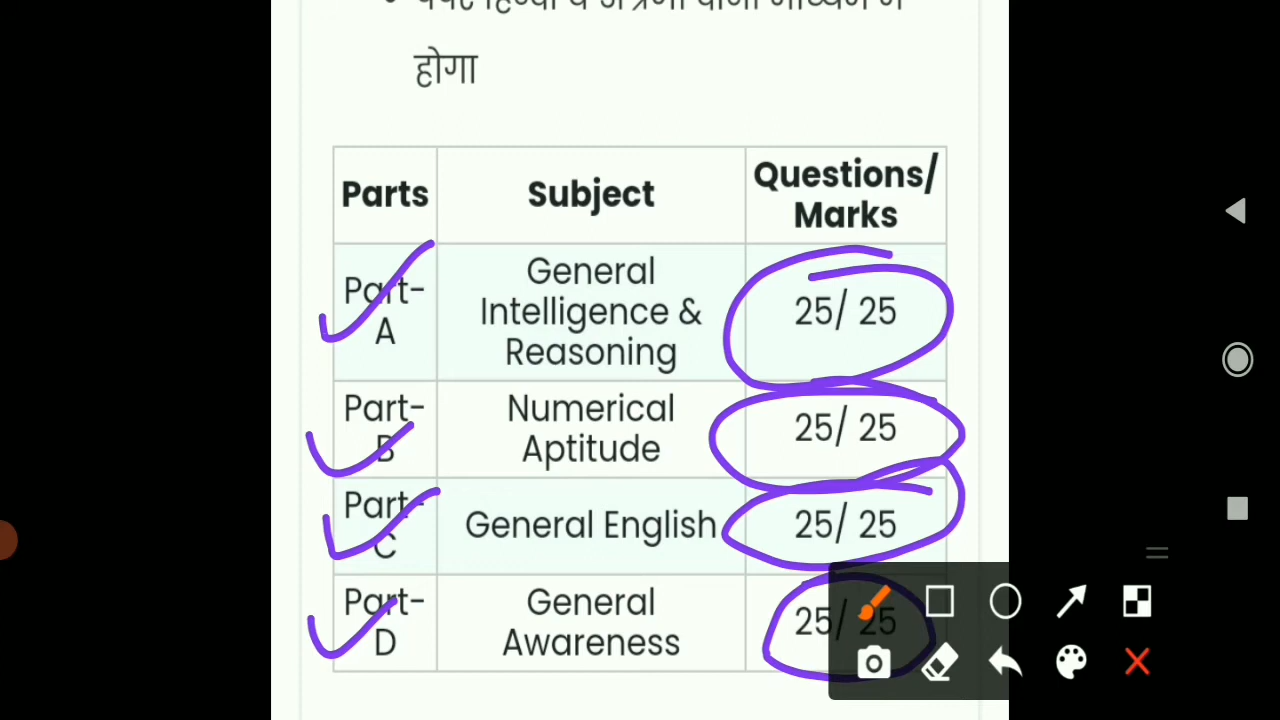 होगा
Parts Subject Questions/
Marks
Part-
A
General
Intelligence &
Reasoning
25/ 25
Part-
B
Numerical
Aptitude
25/ 25
Part-
C
General English
25/ 25
Part-
D
General
Awareness
25/ 25